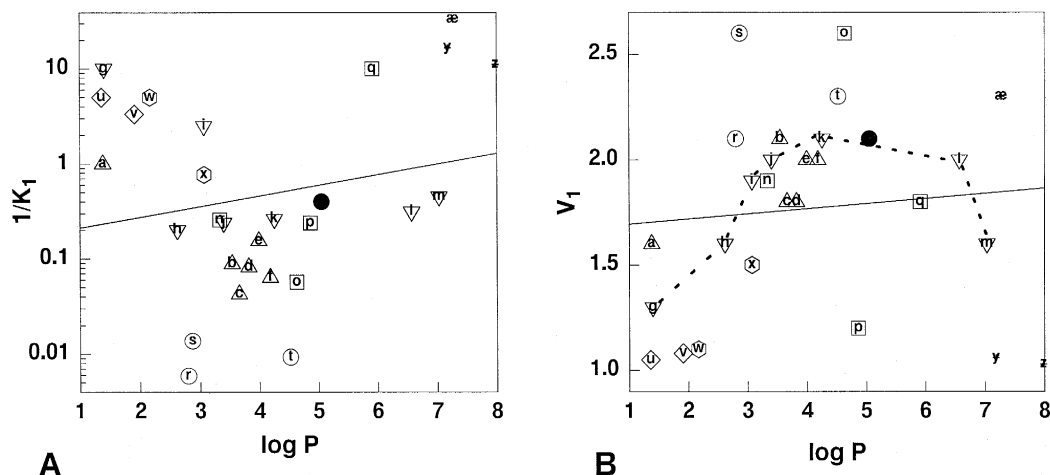 1/K1
10
1
0.1
0.01
1 2 3 4 5 6 7 8
log P
A
g
u
v
w
a
i
x
h
n
j
k
e
b
d
c
f
o
p
l
m
q
s
r
t
æ
y
z
V1
2.5
2.0
1.5
1.0
1 2 3 4 5 6 7 8
log P
B
s
o
t
æ
r
b
k
j
e f
l
i
n
c d
q
a
h
m
x
g
p
u
v
w
y
z